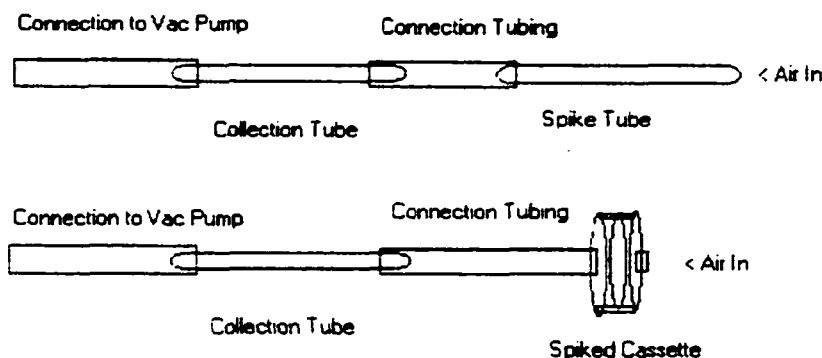 Connection to Vac Pump
Connection Tubing
< Air In
Collection Tube
Spike Tube
Connection to Vac Pump
Connection Tubing
< Air In
Collection Tube
Spiked Cassette